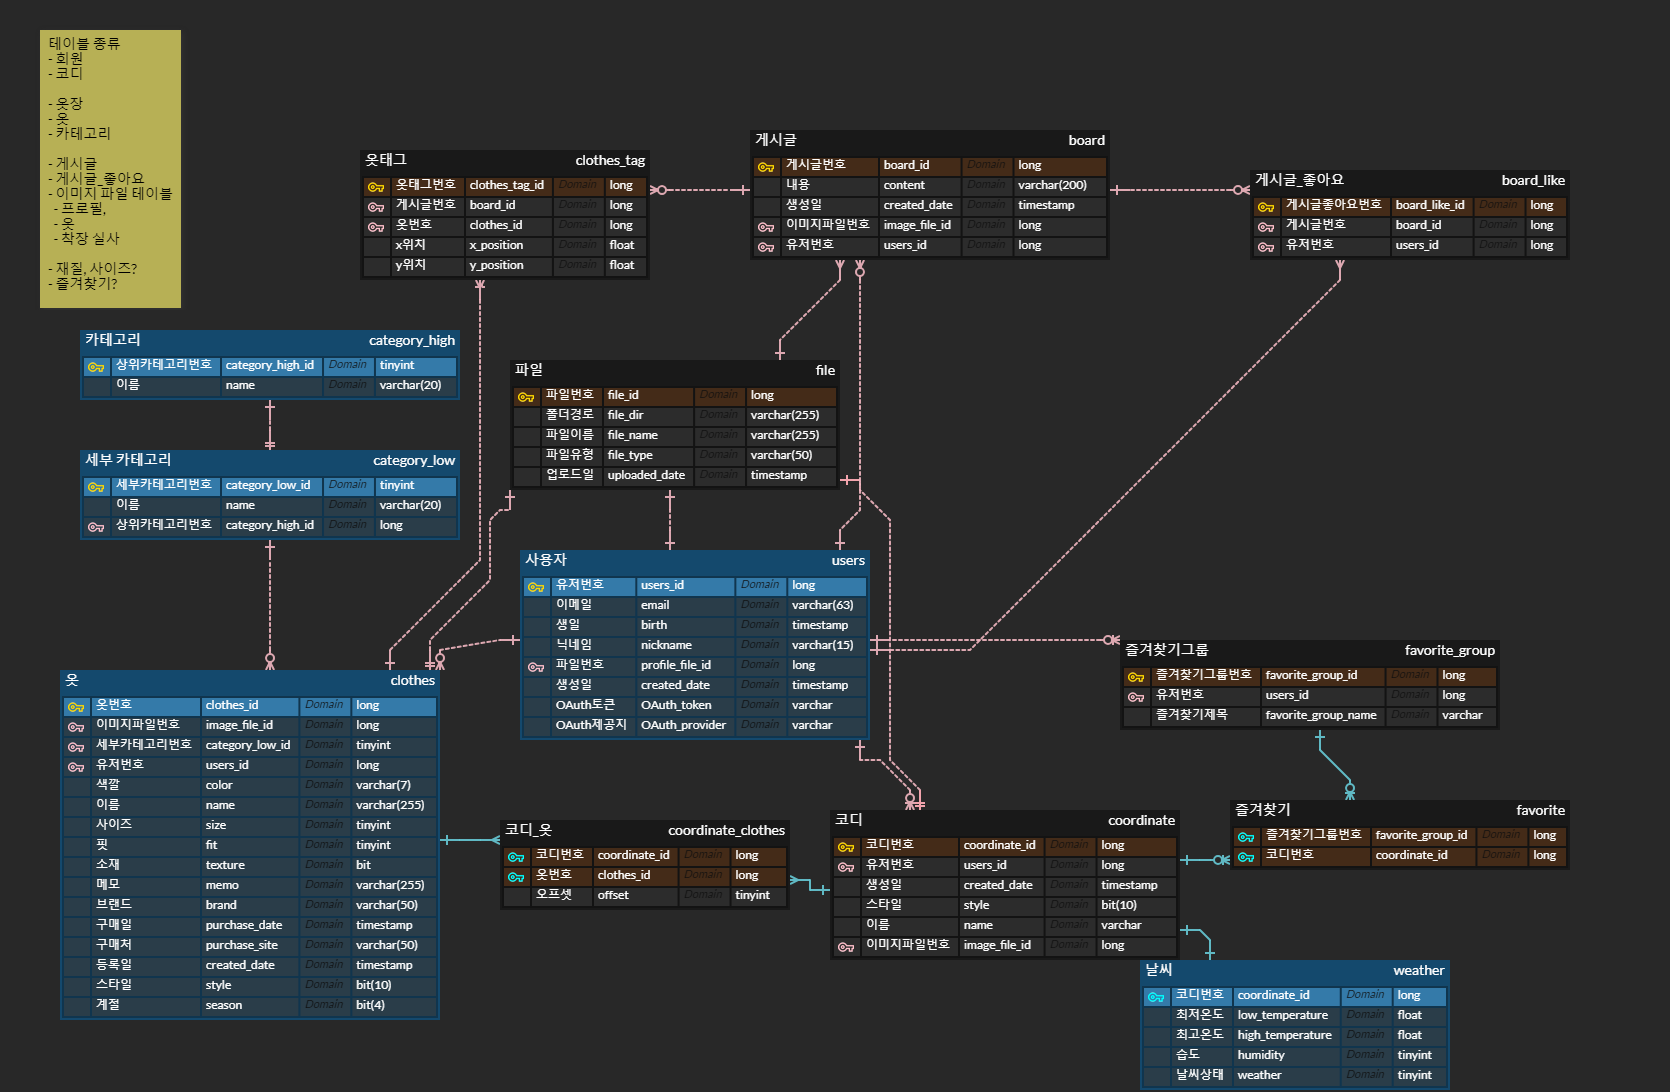 테이블 종류
- 회원
- 코디
- 옷장
- 옷
- 카테고리
- 게시글
- 게시글_좋아요
- 이미지 파일 테이블
- 프로필,
- 옷
- 착장 실사
- 재질, 사이즈?
- 즐겨찾기?
옷태그 clothes_tag
옷태그번호 clothes_tag_id Domain long
게시글번호 board_id Domain long
옷번호 clothes_id Domain long
x위치 x_position Domain float
y위치 y_position Domain float
게시글 board
게시글번호 board_id Domain long
내용 content Domain varchar(200)
생성일 created_date Domain timestamp
이미지파일번호 image_file_id Domain long
유저번호 users_id Domain long
게시글_좋아요 board_like
게시글좋아요번호 board_like_id Domain long
게시글번호 board_id Domain long
유저번호 users_id Domain long
카테고리 category_high
상위카테고리번호 category_high_id Domain tinyint
이름 name Domain varchar(20)
세부 카테고리 category_low
세부카테고리번호 category_low_id Domain tinyint
이름 name Domain varchar(20)
상위카테고리번호 category_high_id Domain long
파일 file
파일번호 file_id Domain long
폴더경로 file_dir Domain varchar(255)
파일이름 file_name Domain varchar(255)
파일유형 file_type Domain varchar(50)
업로드일 uploaded_date Domain timestamp
사용자 users
유저번호 users_id Domain long
이메일 email Domain varchar(63)
생일 birth Domain timestamp
닉네임 nickname Domain varchar(15)
파일번호 profile_file_id Domain long
생성일 created_date Domain timestamp
OAuth토큰 OAuth_token Domain varchar
OAuth제공지 OAuth_provider Domain varchar
즐겨찾기그룹 favorite_group
즐겨찾기그룹번호 favorite_group_id Domain long
유저번호 users_id Domain long
즐겨찾기제목 favorite_group_name Domain varchar
옷 clothes
옷번호 clothes_id Domain long
이미지파일번호 image_file_id Domain long
세부카테고리번호 category_low_id Domain tinyint
유저번호 users_id Domain long
색깔 color Domain varchar(7)
이름 name Domain varchar(255)
사이즈 size Domain tinyint
핏 fit Domain tinyint
소재 texture Domain bit
메모 memo Domain varchar(255)
브랜드 brand Domain varchar(50)
구매일 purchase_date Domain timestamp
구매처 purchase_site Domain varchar(50)
등록일 created_date Domain timestamp
스타일 style Domain bit(10)
계절 season Domain bit(4)
코디_옷 coordinate_clothes
코디번호 coordinate_id Domain long
옷번호 clothes_id Domain long
오프셋 offset Domain tinyint
코디 coordinate
코디번호 coordinate_id Domain long
유저번호 users_id Domain long
생성일 created_date Domain timestamp
스타일 style Domain bit(10)
이름 name Domain varchar
이미지파일번호 image_file_id Domain long
즐겨찾기 favorite
즐겨찾기그룹번호 favorite_group_id Domain long
코디번호 coordinate_id Domain long
날씨 weather
코디번호 coordinate_id Domain long
최저온도 low_temperature Domain float
최고온도 high_temperature Domain float
습도 humidity Domain tinyint
날씨상태 weather Domain tinyint